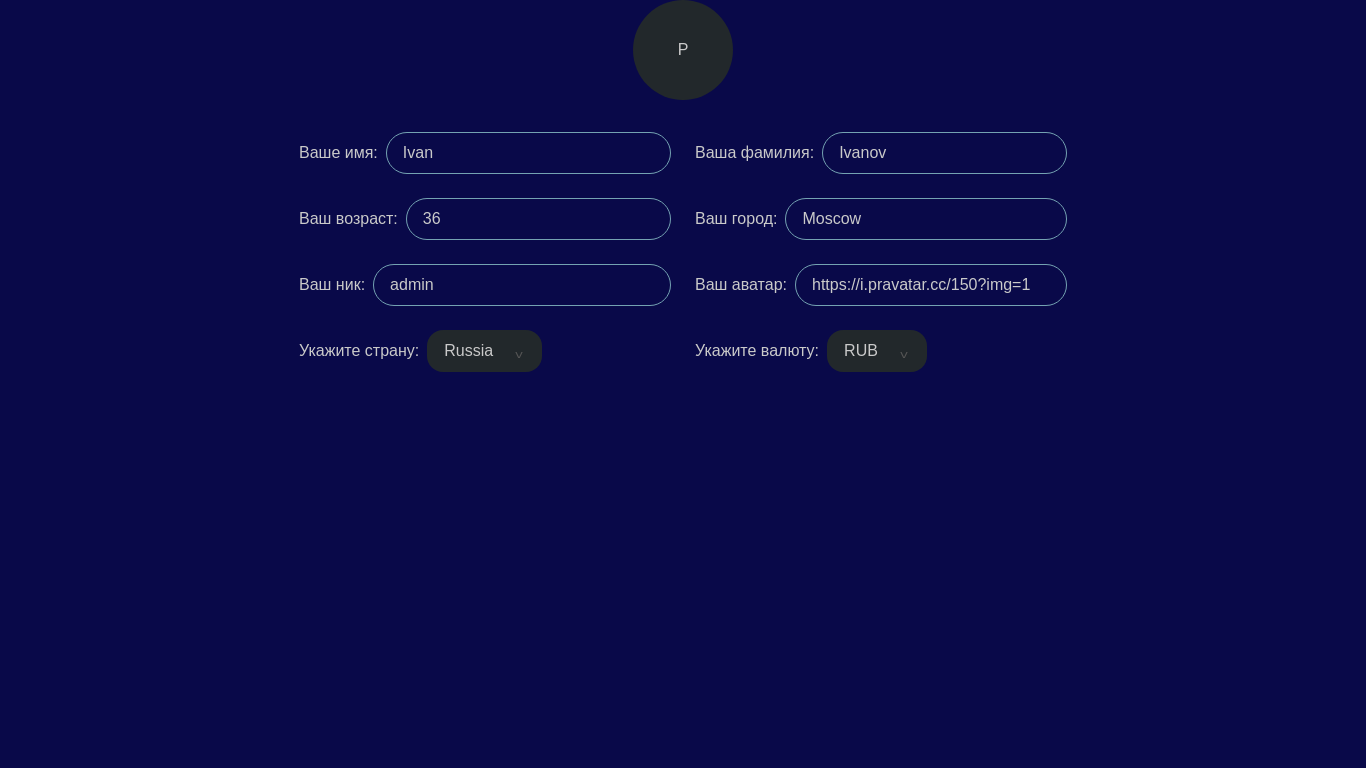 P
Ваше имя: Ivan Ваша фамилия: Ivanov
Ваш возраст: 36 Ваш город: Moscow
Ваш ник: admin Ваш аватар: https://i.pravatar.cc/150?img=1
Укажите страну: Russia Укажите валюту: RUB